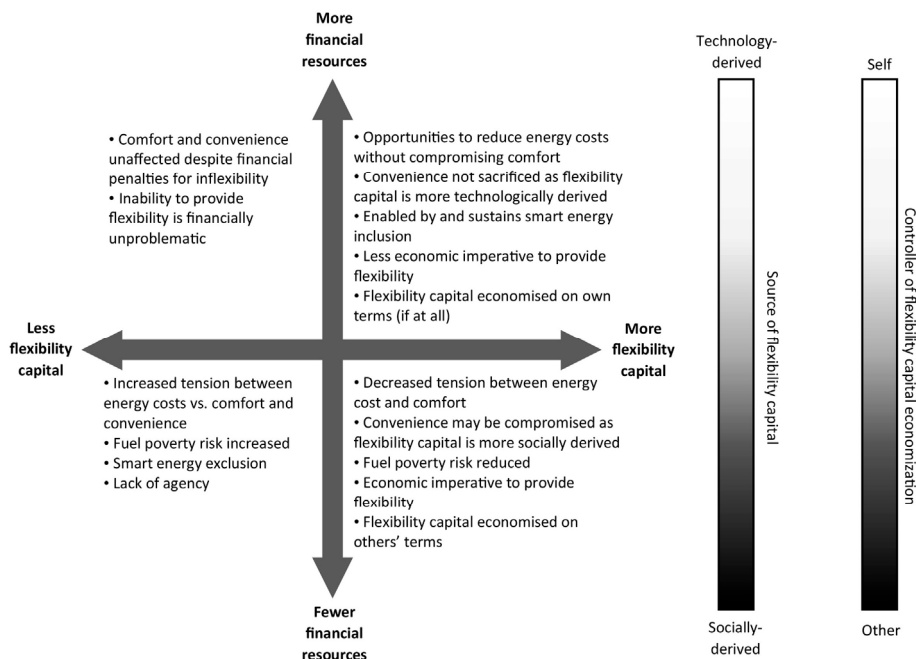 More
financial
resources
• Comfort and convenience
unaffected despite financial
penalties for inflexibility
• Inability to provide
flexibility is financially
unproblematic
• Opportunities to reduce energy costs
without compromising comfort
• Convenience not sacrificed as flexibility
capital is more technologically derived
• Enabled by and sustains smart energy
inclusion
• Less economic imperative to provide
flexibility
• Flexibility capital economised on own
terms (if at all)
Less
flexibility
capital
More
flexibility
capital
• Increased tension between
energy costs vs. comfort and
convenience
• Fuel poverty risk increased
• Smart energy exclusion
• Lack of agency
• Decreased tension between energy
cost and comfort
• Convenience may be compromised as
flexibility capital is more socially derived
• Fuel poverty risk reduced
• Economic imperative to provide
flexibility
• Flexibility capital economised on
others' terms
Fewer
financial
resources
Technology-
derived
Source of flexibility capital
Socially-
derived
Self
Controller of flexibility capital economization
Other